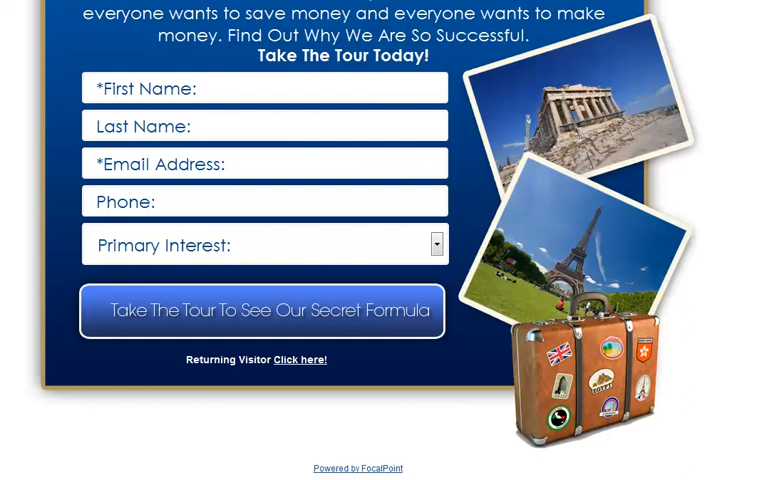 everyone wants to save money and everyone wants to make
money. Find Out Why We Are So Successful.
Take The Tour Today!
*First Name:
Last Name:
*Email Address:
Phone:
Primary Interest:
Take The Tour To See Our Secret Formula
Returning Visitor Click here!
EGYPT
Powered by FocalPoint